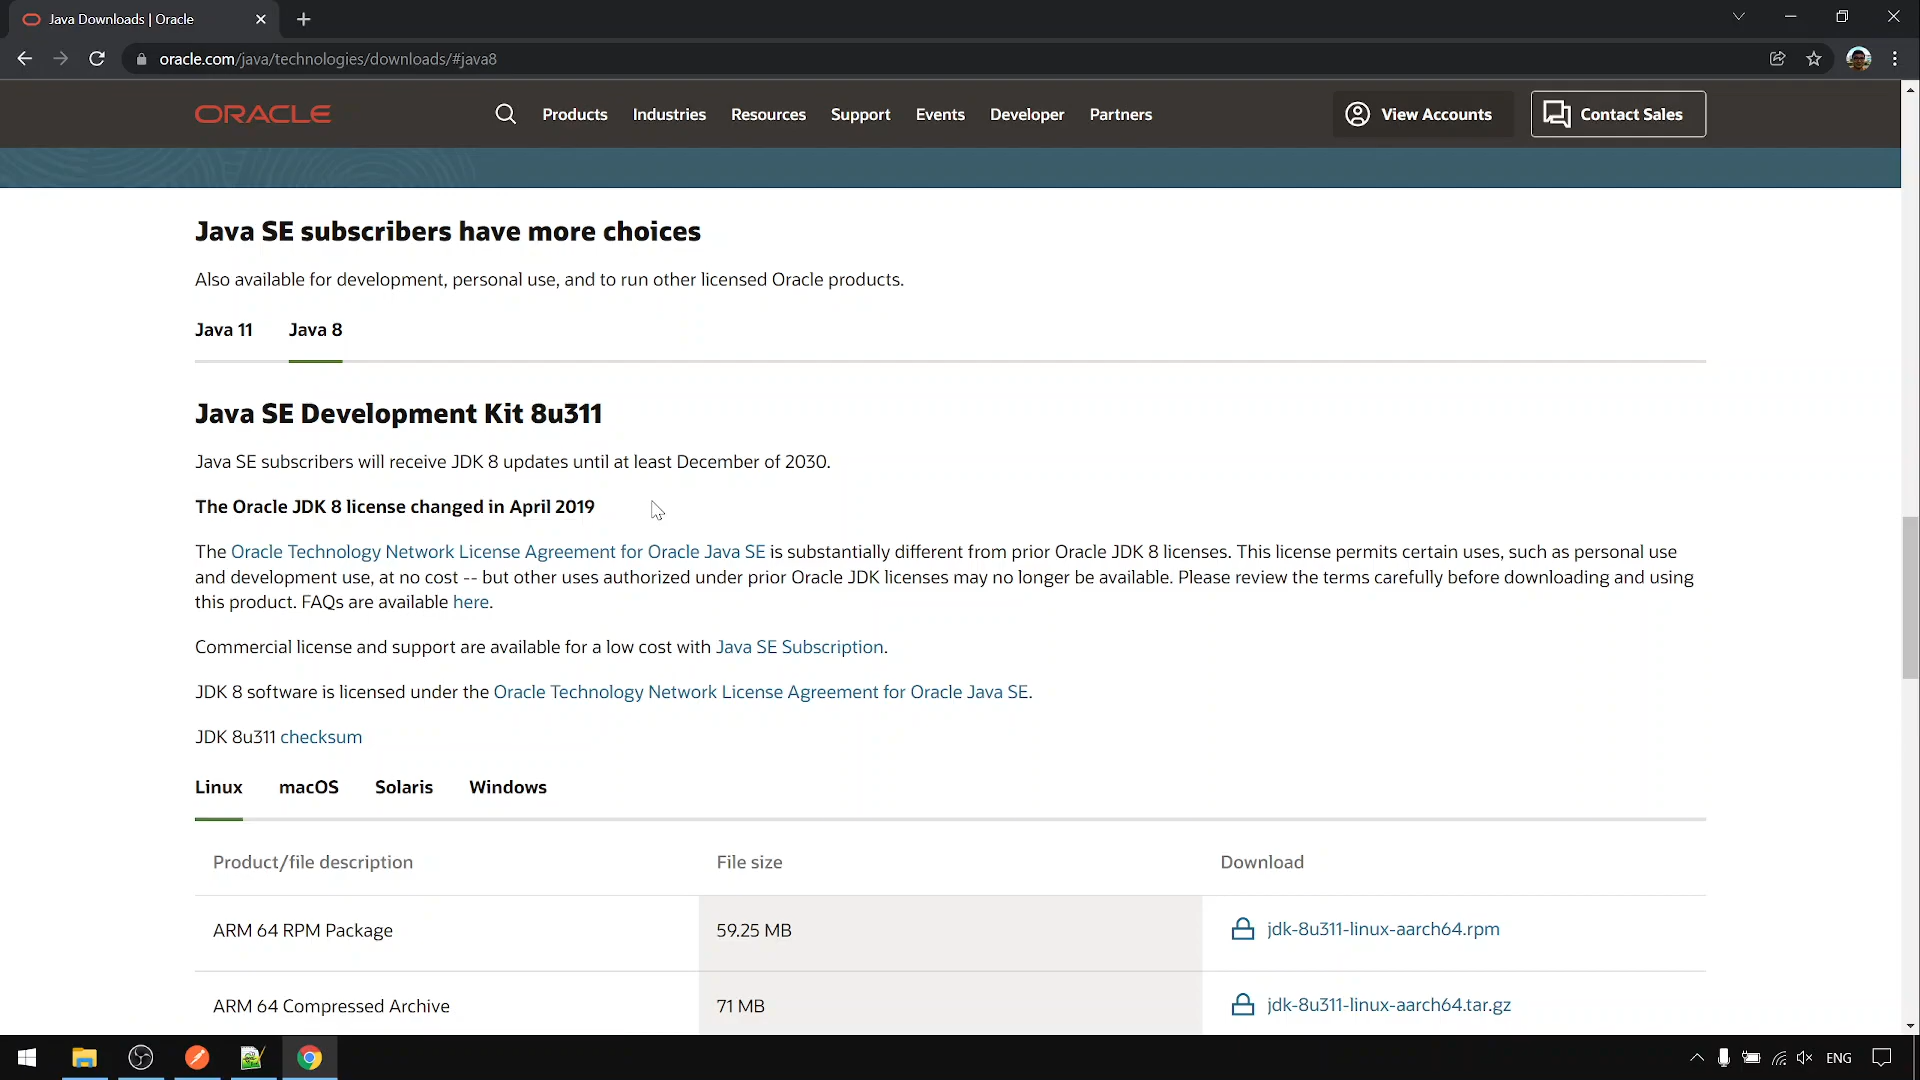 Java Downloads | Oracle
oracle.com/java/technologies/downloads/#java8
ORACLE
Products
Industries
Resources
Support
Events
Developer
Partners
View Accounts
Contact Sales
Java SE subscribers have more choices
Also available for development, personal use, and to run other licensed Oracle products.
Java 11
Java 8
Java SE Development Kit 8u311
Java SE subscribers will receive JDK 8 updates until at least December of 2030.
The Oracle JDK 8 license changed in April 2019
The Oracle Technology Network License Agreement for Oracle Java SE is substantially different from prior Oracle JDK 8 licenses. This license permits certain uses, such as personal use
and development use, at no cost -- but other uses authorized under prior Oracle JDK licenses may no longer be available. Please review the terms carefully before downloading and using
this product. FAQs are available here.
Commercial license and support are available for a low cost with Java SE Subscription.
JDK 8 software is licensed under the Oracle Technology Network License Agreement for Oracle Java SE.
JDK 8u311 checksum
Linux
macOS
Solaris
Windows
Product/file description
File size
Download
ARM 64 RPM Package
59.25 MB
jdk-8u311-linux-aarch64.rpm
ARM 64 Compressed Archive
71 MB
jdk-8u311-linux-aarch64.tar.gz
ENG